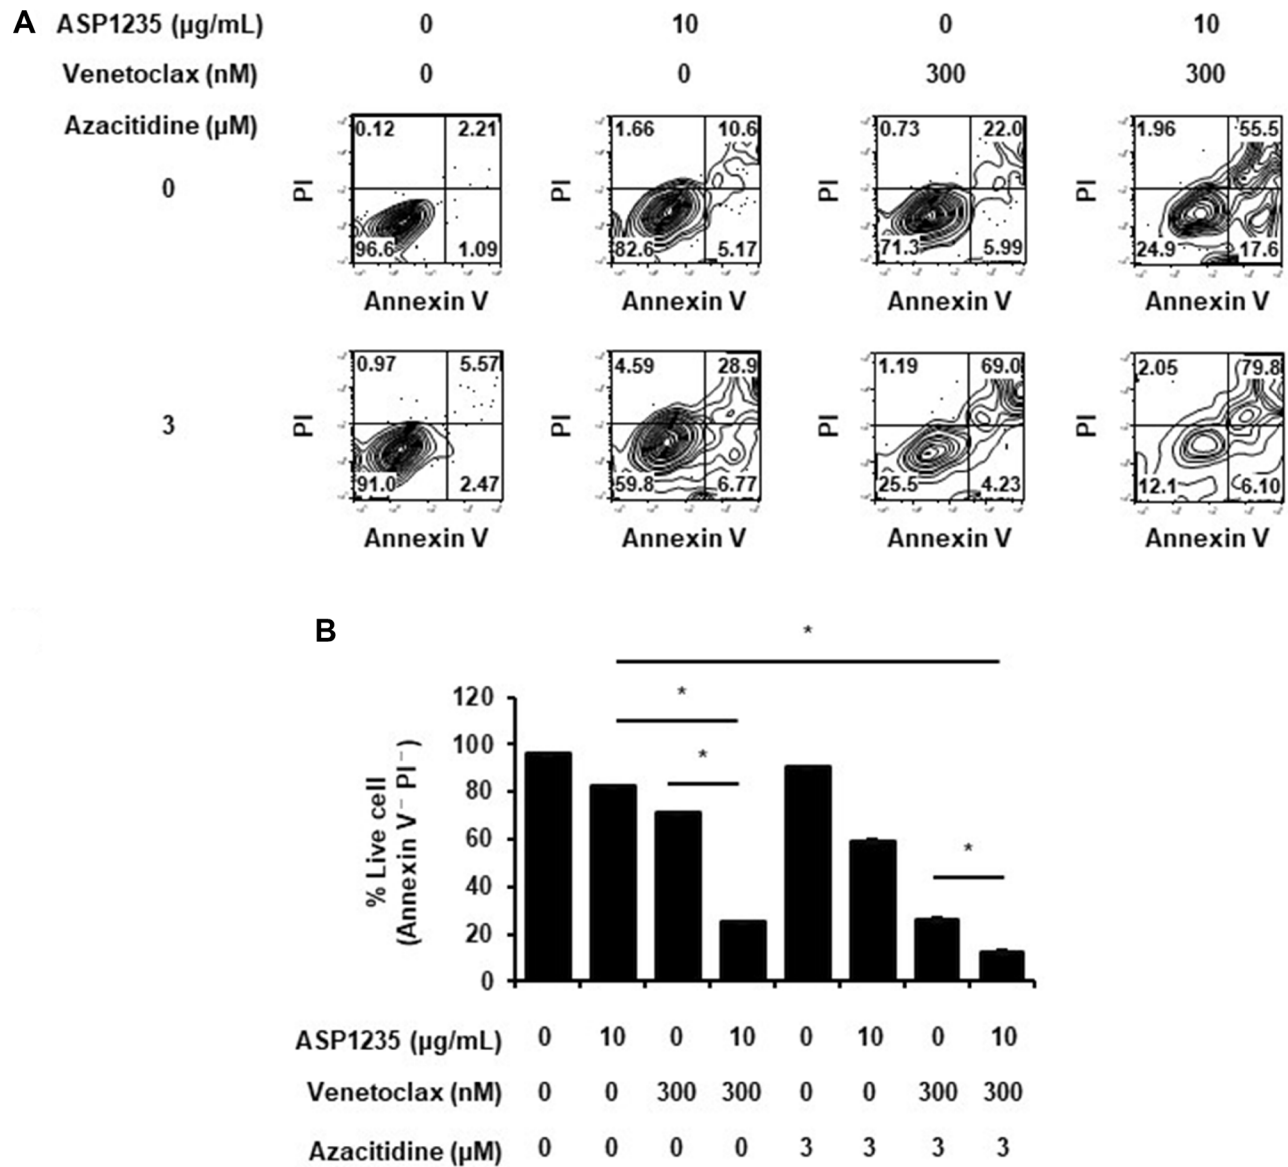 A ASP1235 (µg/mL) 0 10 0 10
Venetoclax (nM) 0 0 300 300
Azacitidine (µM)
0.12 2.21 1.66 10.6 0.73 22.0 1.96 55.5
0 PI PI PI PI
96.6 1.09 82.6 5.17 71.3 5.99 24.9 17.6
Annexin V Annexin V Annexin V Annexin V
0.97 5.57 4.59 28.9 1.19 69.0 2.05 79.8
3 PI PI PI PI
91.0 2.47 59.8 6.77 25.5 4.23 12.1 6.10
Annexin V Annexin V Annexin V Annexin V
B
*
*
*
*
% Live cell
(Annexin V⁻ PI⁻)
120
100
80
60
40
20
0
ASP1235 (µg/mL) 0 10 0 10 0 10 0 10
Venetoclax (nM) 0 0 300 300 0 0 300 300
Azacitidine (µM) 0 0 0 0 3 3 3 3